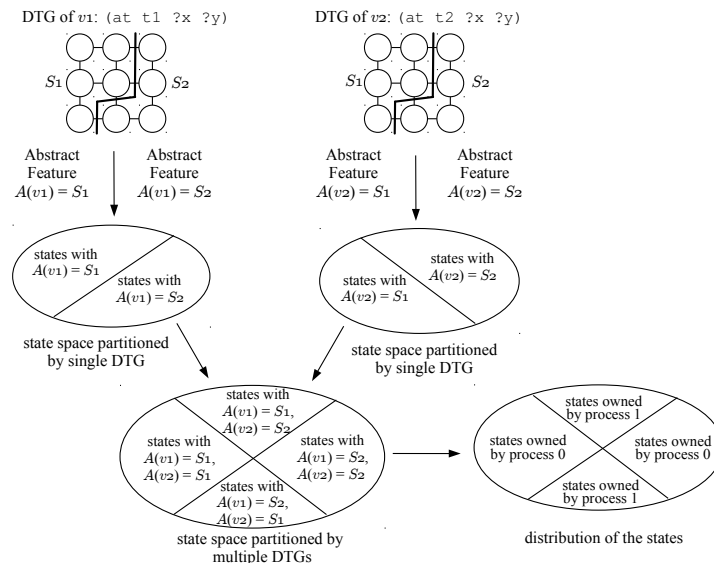 DTG of v1: (at t1 ?x ?y)
DTG of v2: (at t2 ?x ?y)
S1
S2
S1
S2
Abstract
Feature
A(v1) = S1
Abstract
Feature
A(v1) = S2
Abstract
Feature
A(v2) = S1
Abstract
Feature
A(v2) = S2
states with
A(v1) = S1
states with
A(v1) = S2
states with
A(v2) = S2
states with
A(v2) = S1
state space partitioned
by single DTG
state space partitioned
by single DTG
states with
A(v1) = S1,
A(v2) = S2
states with
A(v1) = S1,
A(v2) = S1
states with
A(v1) = S2,
A(v2) = S2
states with
A(v1) = S2,
A(v2) = S1
states owned
by process 1
states owned
by process 0
states owned
by process 0
states owned
by process 1
state space partitioned by
multiple DTGs
distribution of the states